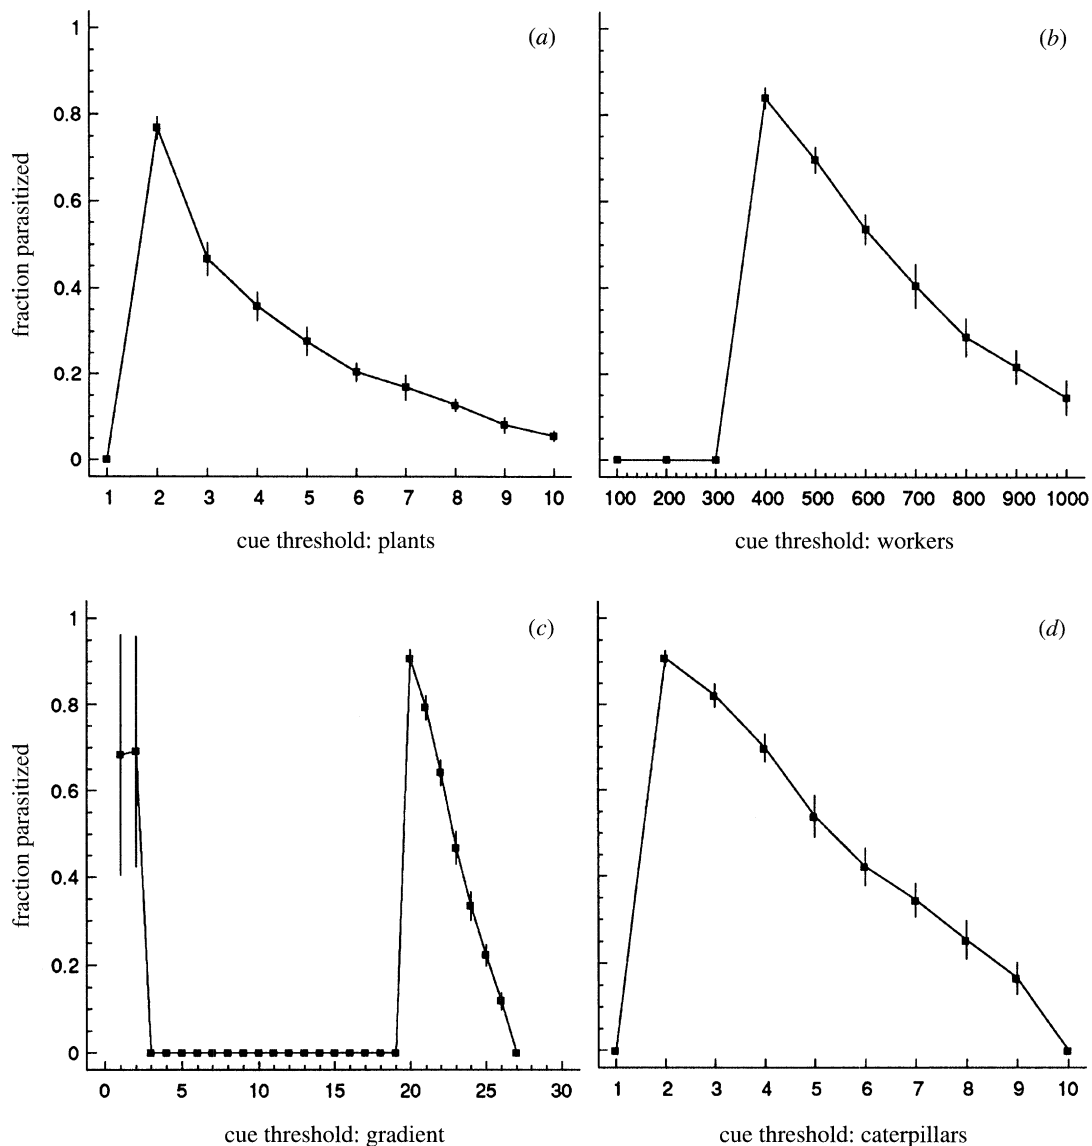 (a)
1
0.8
0.6
0.4
0.2
0
fraction parasitized
1 2 3 4 5 6 7 8 9 10
cue threshold: plants
(b)
100 200 300 400 500 600 700 800 900 1000
cue threshold: workers
(c)
1
0.8
0.6
0.4
0.2
0
fraction parasitized
0 5 10 15 20 25 30
cue threshold: gradient
(d)
1 2 3 4 5 6 7 8 9 10
cue threshold: caterpillars